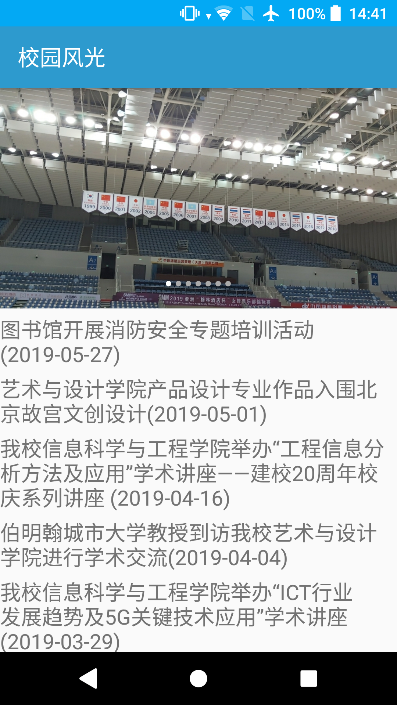 100% 14:41
校园风光
图书馆开展消防安全专题培训活动
(2019-05-27)
艺术与设计学院产品设计专业作品入围北
京故宫文创设计(2019-05-01)
我校信息科学与工程学院举办“工程信息分
析方法及应用”学术讲座——建校20周年校
庆系列讲座 (2019-04-16)
伯明翰城市大学教授到访我校艺术与设计
学院进行学术交流(2019-04-04)
我校信息科学与工程学院举办“ICT行业
发展趋势及5G关键技术应用”学术讲座
(2019-03-29)